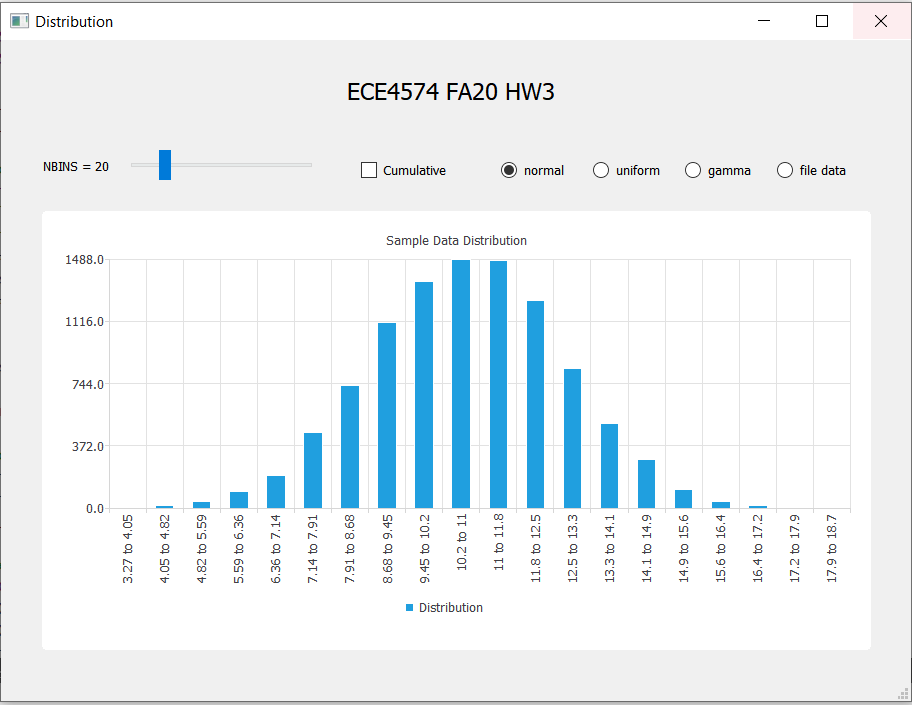 Distribution
ECE4574 FA20 HW3
NBINS = 20
Cumulative
normal
uniform
gamma
file data
Sample Data Distribution
1488.0
1116.0
744.0
372.0
0.0
3.27 to 4.05
4.05 to 4.82
4.82 to 5.59
5.59 to 6.36
6.36 to 7.14
7.14 to 7.91
7.91 to 8.68
8.68 to 9.45
9.45 to 10.2
10.2 to 11
11 to 11.8
11.8 to 12.5
12.5 to 13.3
13.3 to 14.1
14.1 to 14.9
14.9 to 15.6
15.6 to 16.4
16.4 to 17.2
17.2 to 17.9
17.9 to 18.7
Distribution